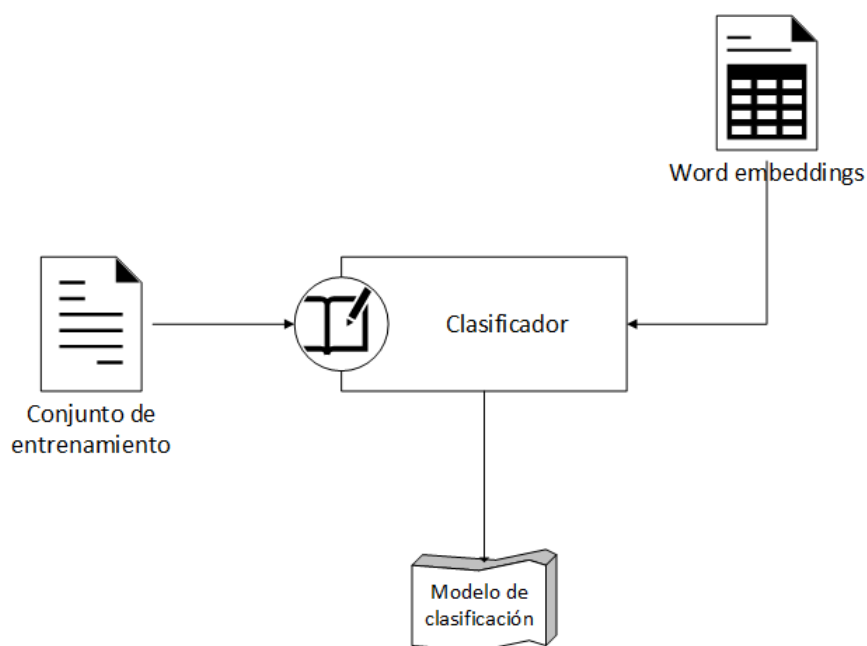 Word embeddings
Clasificador
Conjunto de
entrenamiento
Modelo de
clasificación